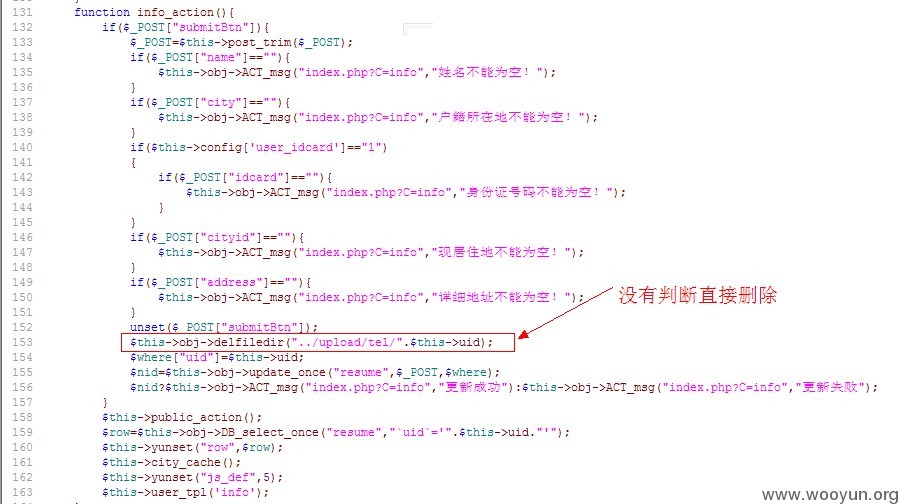 131 function info_action(){
132 if($_POST["submitBtn"]){
133 $_POST=$this->post_trim($_POST);
134 if($_POST["name"]==""){
135 $this->obj->ACT_msg("index.php?C=info","姓名不能为空！");
136 }
137 if($_POST["city"]==""){
138 $this->obj->ACT_msg("index.php?C=info","户籍所在地不能为空！");
139 }
140 if($this->config['user_idcard']=="1")
141 {
142 if($_POST["idcard"]==""){
143 $this->obj->ACT_msg("index.php?C=info","身份证号码不能为空！");
144 }
145 }
146 if($_POST["cityid"]==""){
147 $this->obj->ACT_msg("index.php?C=info","现居住地不能为空！");
148 }
149 if($_POST["address"]==""){
150 $this->obj->ACT_msg("index.php?C=info","详细地址不能为空！");
151 }
没有判断直接删除
152 unset($_POST["submitBtn"]);
153 $this->obj->delfiledir("../upload/tel/".$this->uid);
154 $where["uid"]=$this->uid;
155 $nid=$this->obj->update_once("resume",$_POST,$where);
156 $nid?$this->obj->ACT_msg("index.php?C=info","更新成功"):$this->obj->ACT_msg("index.php?C=info","更新失败");
157 }
158 $this->public_action();
159 $row=$this->obj->DB_select_once("resume","`uid`='".$this->uid."'");
160 $this->yunset("row",$row);
161 $this->city_cache();
162 $this->yunset("js_def",5);
163 $this->user_tpl('info');
www.wooyun.org